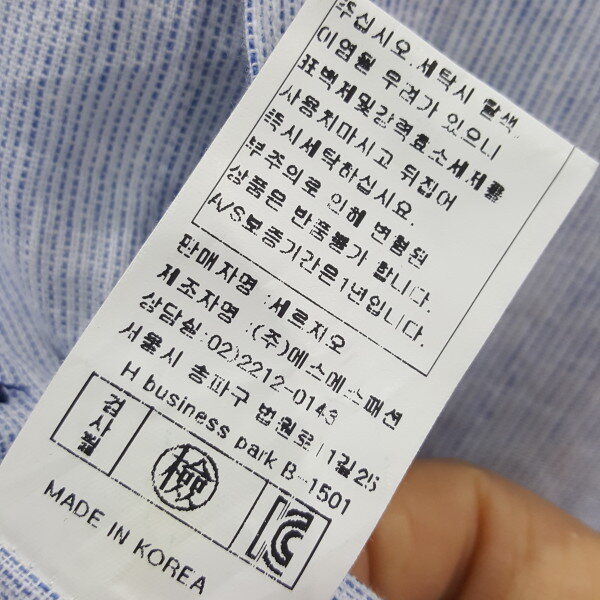 주십시오.세탁시 탈색,
이염될 우려가 있으니
표백제및강력효소세제를
사용치마시고 뒤집어
즉시세탁하십시요.
부주의로 인해 변형된
상품은 반품불가 합니다.
A/S보증기간은1년입니다.
판매자명 :세르지오
제조자명 :(주)에스에스패션
상담실:02)2212-0143
서울시 송파구 법원로11길25
H business park B-1501
검사필
檢
MADE IN KOREA